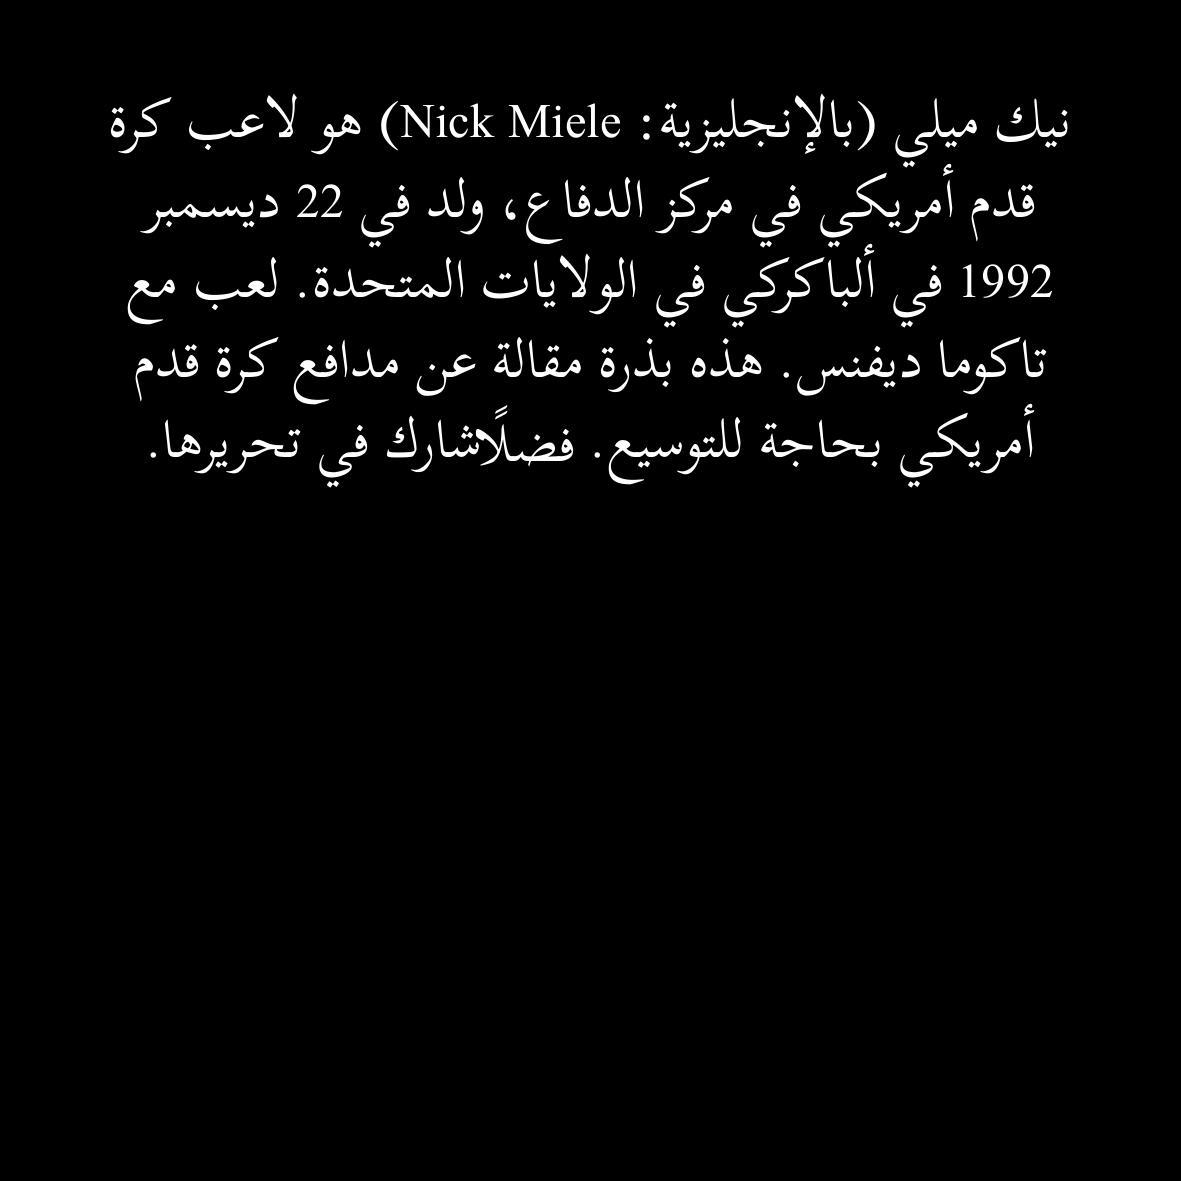 نيك ميلي (بالإنجليزية: Nick Miele) هو لاعب كرة
قدم أمريكي في مركز الدفاع، ولد في 22 ديسمبر
1992 في ألباكركي في الولايات المتحدة. لعب مع
تاكوما ديفنس. هذه بذرة مقالة عن مدافع كرة قدم
أمريكي بحاجة للتوسيع. فضلًاشارك في تحريرها.